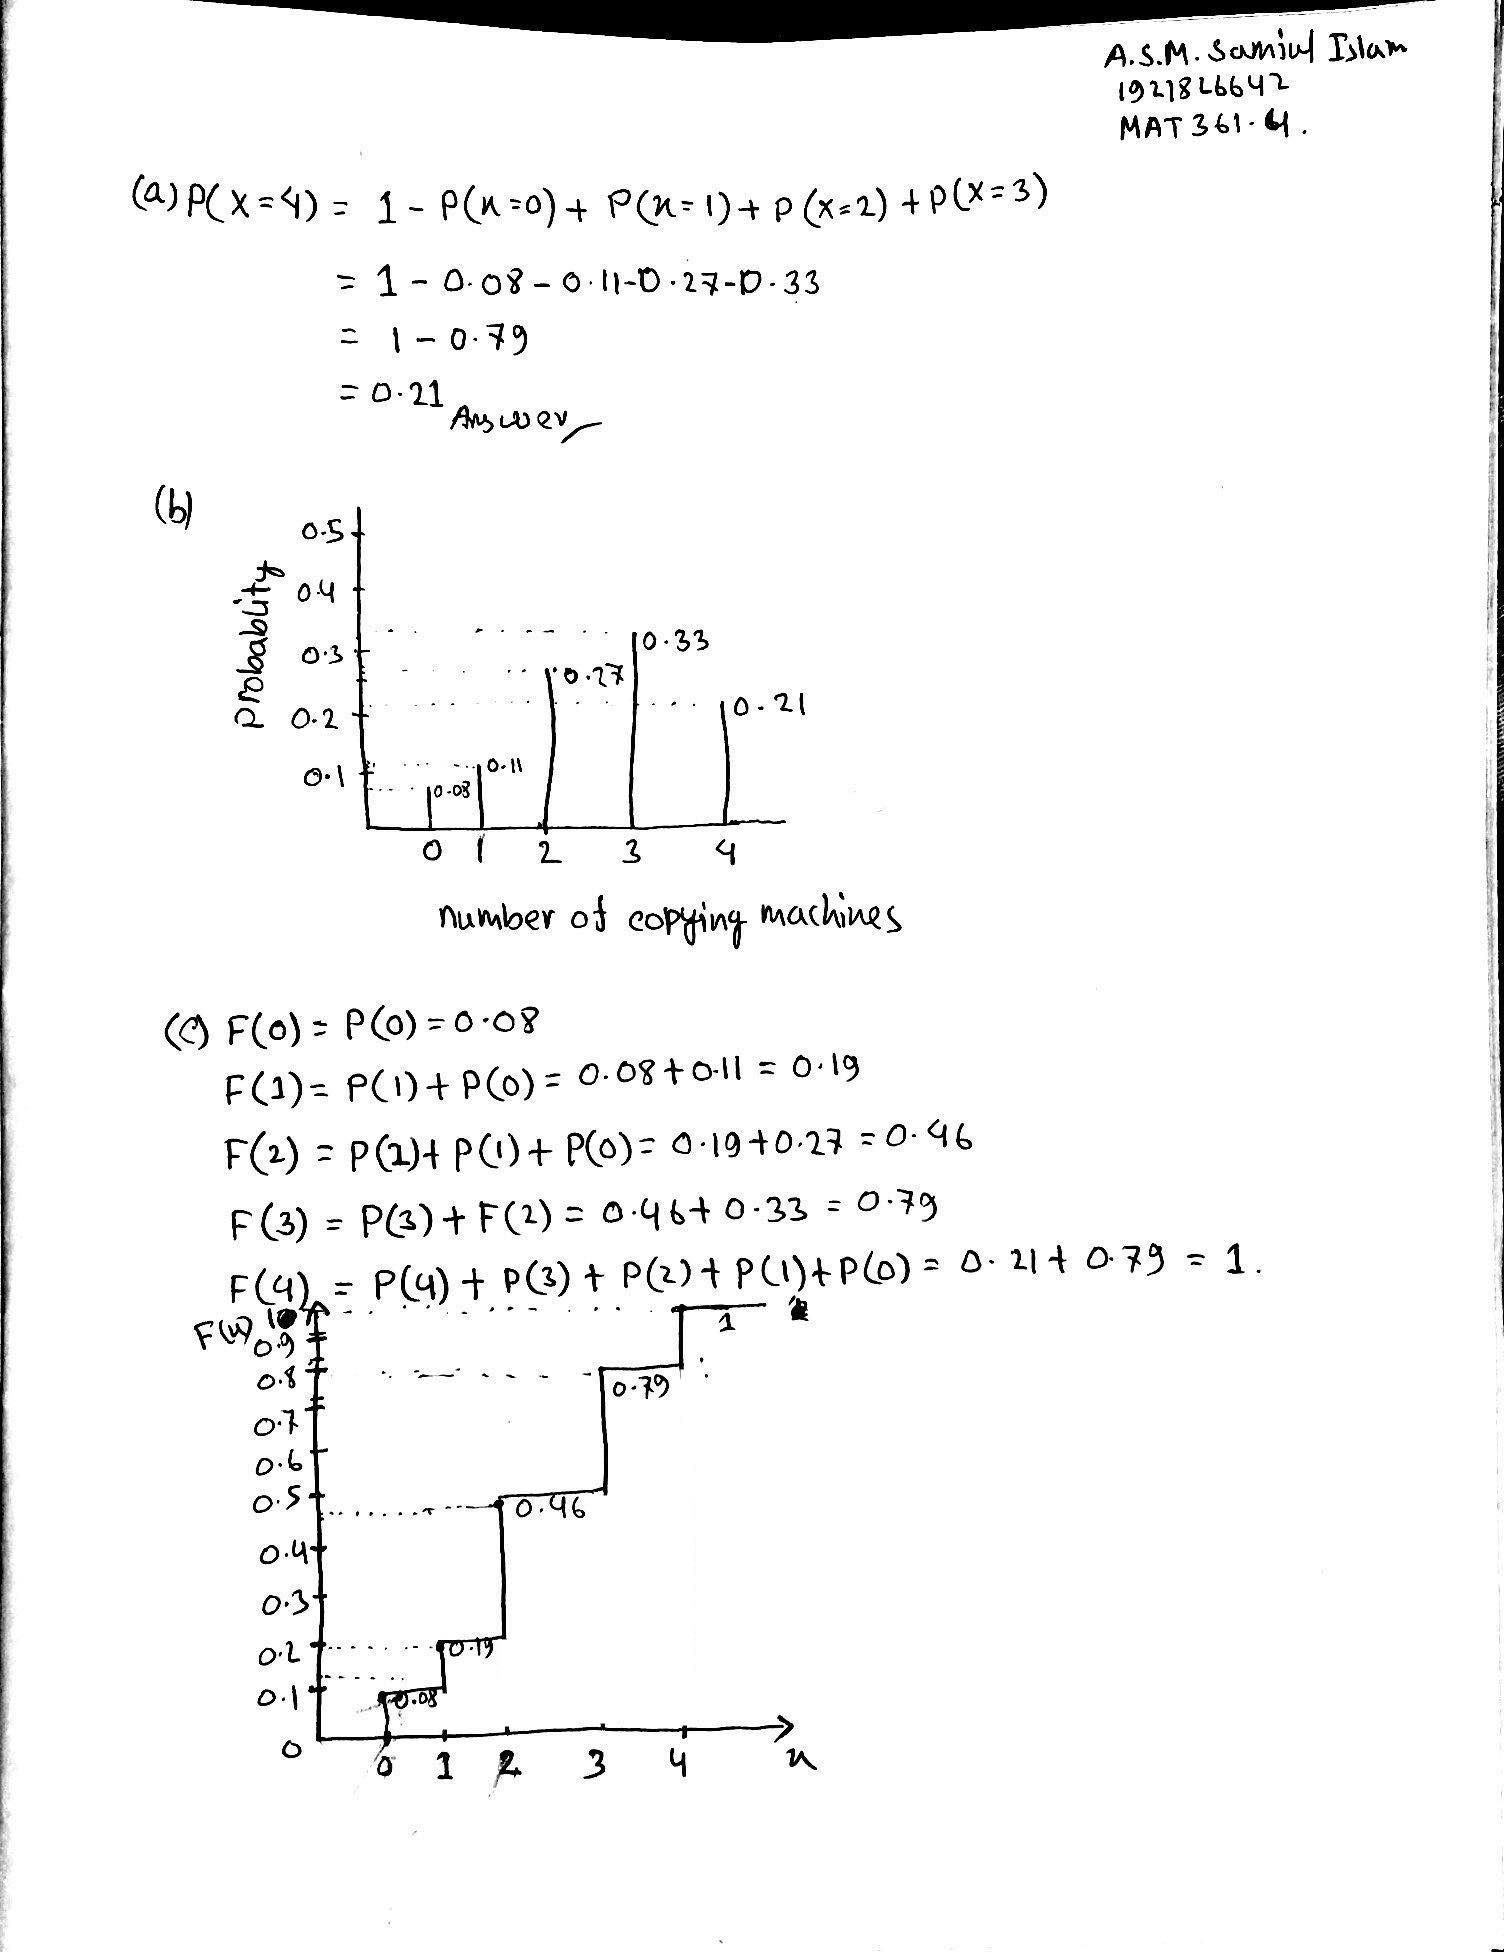 A.S.M. Samiul Islam
1921826642
MAT 361.4.
(a) P(X=4) = 1 - P(x=0) + P(x=1) + P(x=2) + P(X=3)
= 1 - 0.08 - 0.11 - 0.27 - 0.33
= 1 - 0.79
= 0.21
Answer
(b)
probablity
0.5
0.4
0.3
0.2
0.1
0.08
0.11
0.27
0.33
0.21
0 1 2 3 4
number of copying machines
(c) F(0) = P(0) = 0.08
F(1) = P(1) + P(0) = 0.08 + 0.11 = 0.19
F(2) = P(2) + P(1) + P(0) = 0.19 + 0.27 = 0.46
F(3) = P(3) + F(2) = 0.46 + 0.33 = 0.79
F(4) = P(4) + P(3) + P(2) + P(1) + P(0) = 0.21 + 0.79 = 1.
F(x)
0.9
0.8
0.7
0.6
0.5
0.4
0.3
0.2
0.1
0
0.08
0.19
0.46
0.79
1
0 1 2 3 4 x